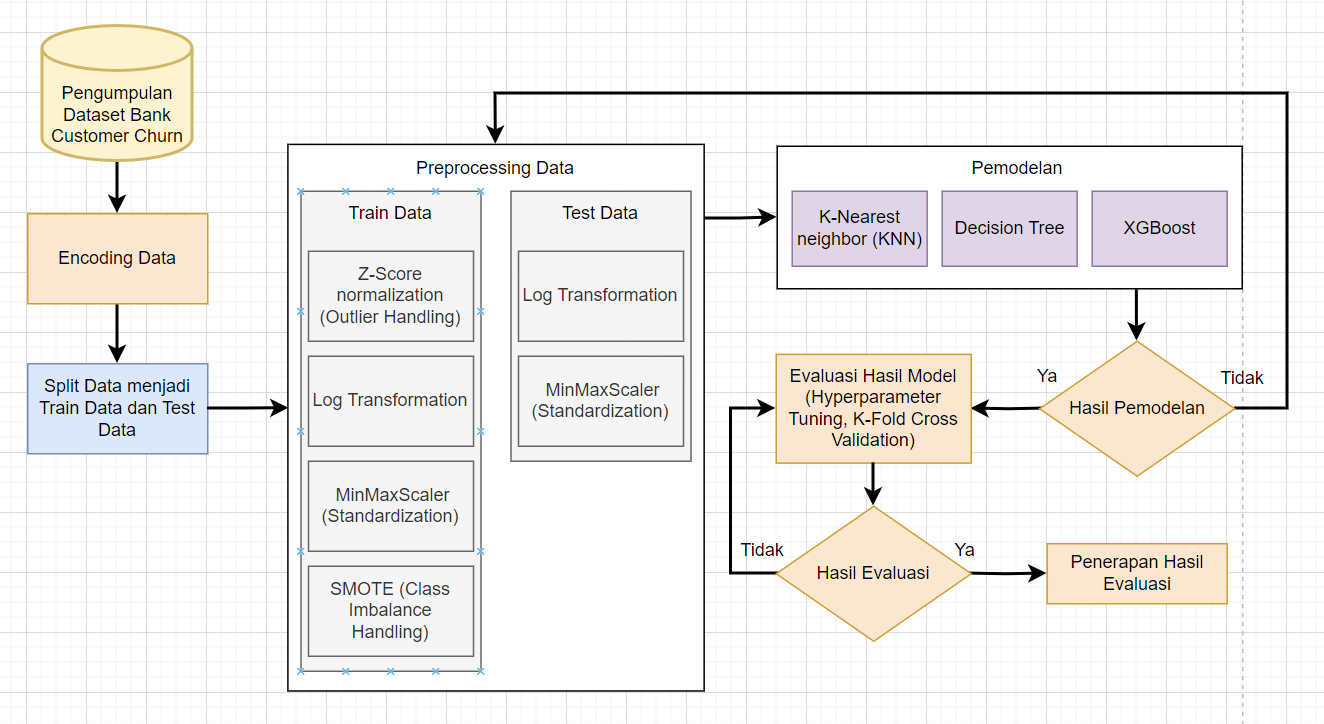 Pengumpulan
Dataset Bank
Customer Churn
Encoding Data
Split Data menjadi
Train Data dan Test
Data
Preprocessing Data
Train Data
Z-Score
normalization
(Outlier Handling)
Log Transformation
MinMaxScaler
(Standardization)
SMOTE (Class
Imbalance
Handling)
Test Data
Log Transformation
MinMaxScaler
(Standardization)
Pemodelan
K-Nearest
neighbor (KNN)
Decision Tree
XGBoost
Hasil Pemodelan
Ya
Tidak
Evaluasi Hasil Model
(Hyperparameter
Tuning, K-Fold Cross
Validation)
Hasil Evaluasi
Tidak
Ya
Penerapan Hasil
Evaluasi